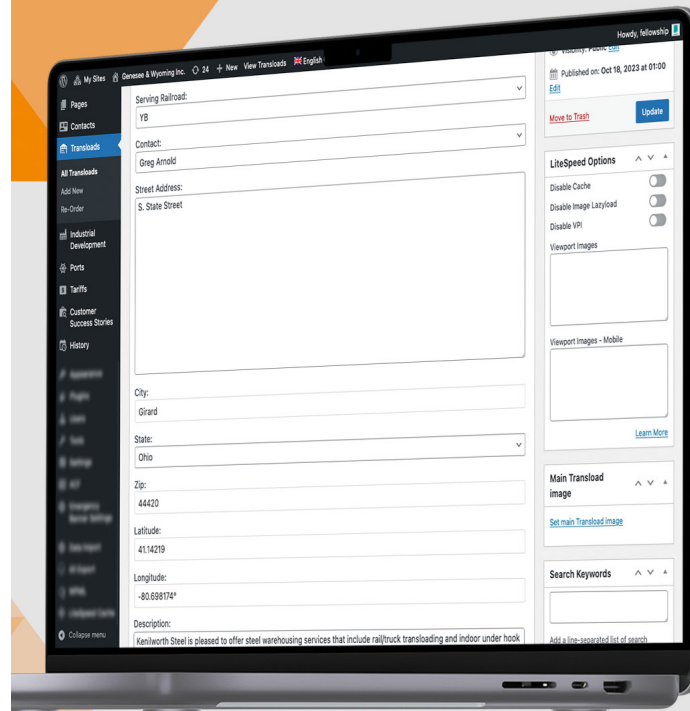 My Sites
Genesee & Wyoming Inc.
24
+ New
View Transloads
English
Howdy, fellowship
Pages
Contacts
Transloads
All Transloads
Add New
Re-Order
Industrial
Development
Ports
Tariffs
Customer
Success Stories
History
Collapse menu
Serving Railroad:
YB
Contact:
Greg Arnold
Street Address:
S. State Street
City:
Girard
State:
Ohio
Zip:
44420
Latitude:
41.14219
Longitude:
-80.698174°
Description:
Kenilworth Steel is pleased to offer steel warehousing services that include rail/truck transloading and indoor under hook
Visibility: Public Edit
Published on: Oct 18, 2023 at 01:00
Edit
Move to Trash
Update
LiteSpeed Options
Disable Cache
Disable Image Lazyload
Disable VPI
Viewport Images
Viewport Images - Mobile
Learn More
Main Transload
image
Set main Transload image
Search Keywords
Add a line-separated list of search